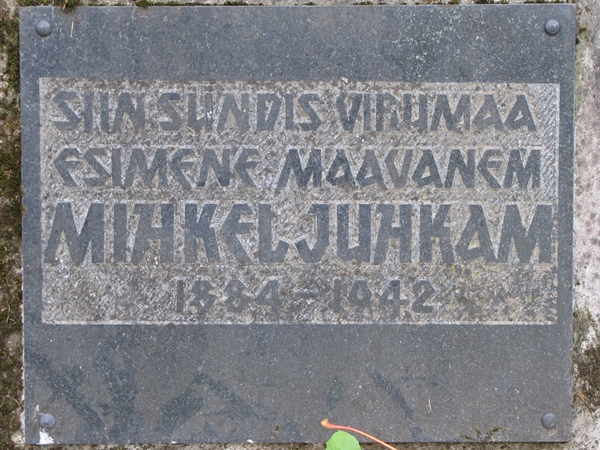 SIIN SÜNDIS VIRUMAA
ESIMENE MAAVANEM
MIHKEL JUHKAM
1884 – 1942